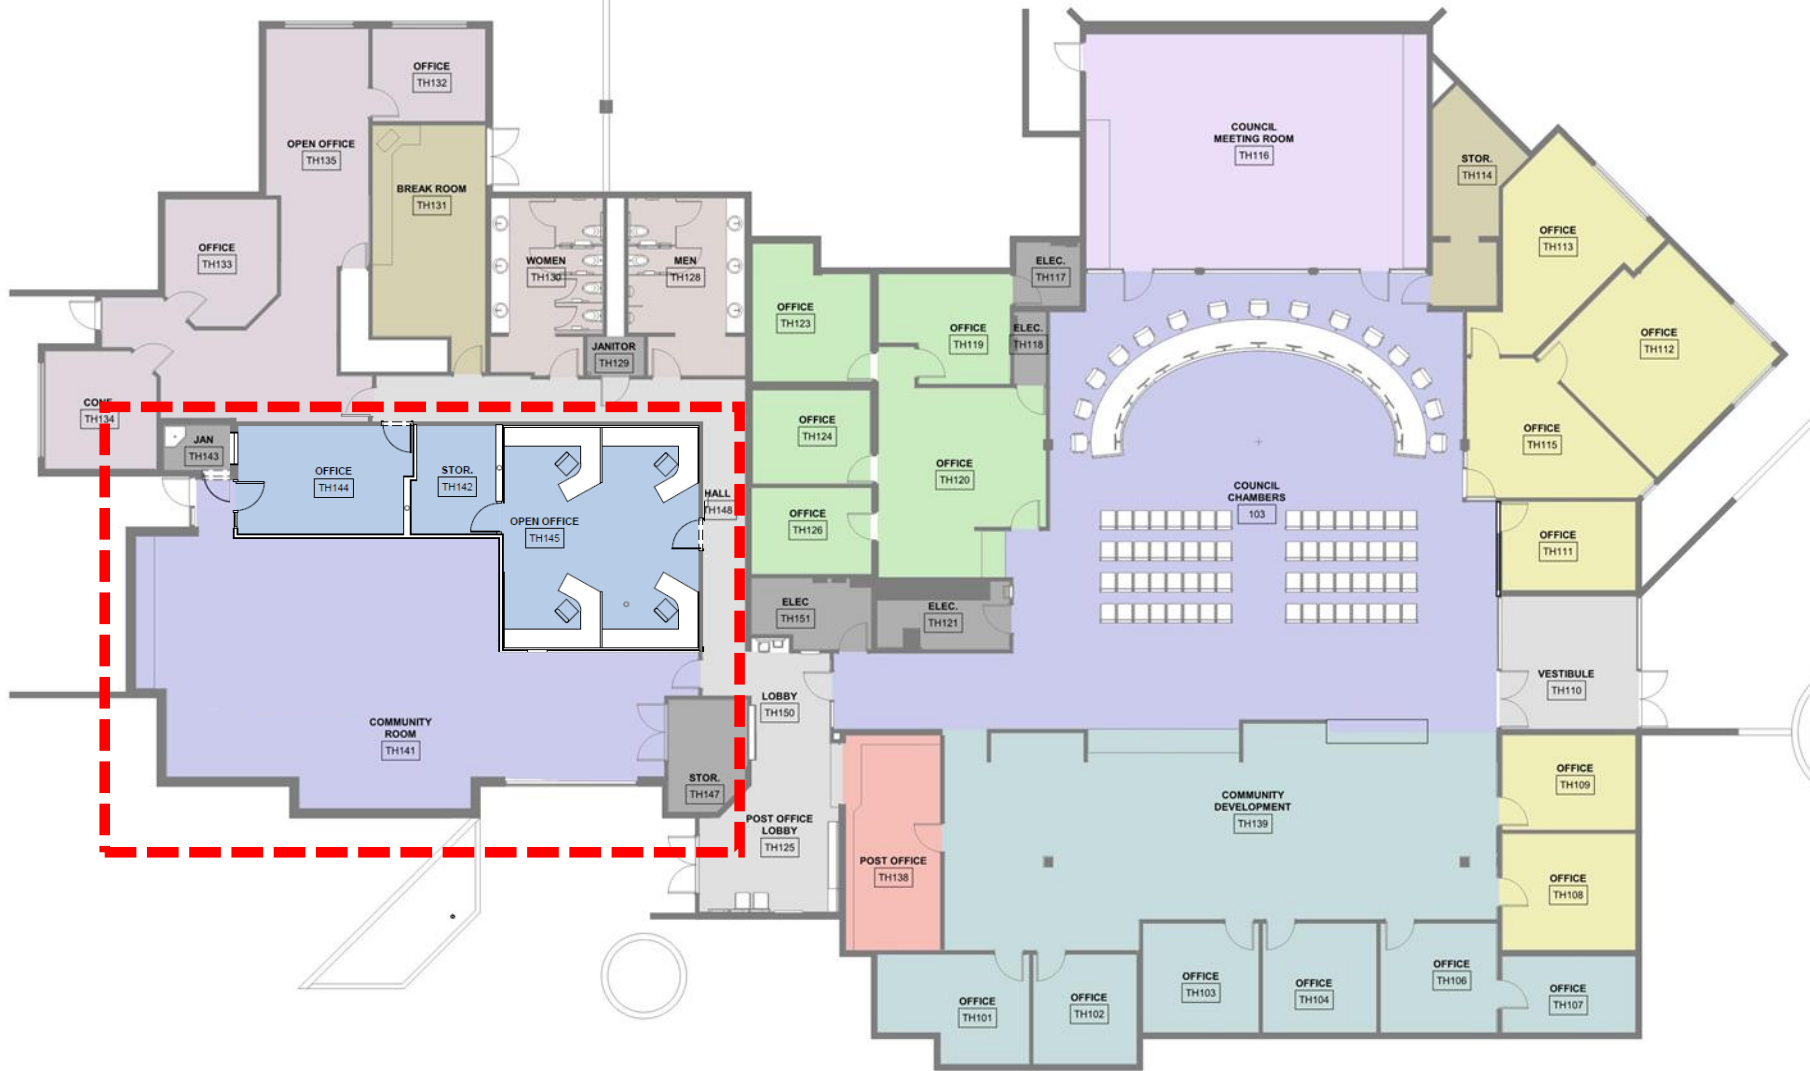 OFFICE
TH132
OPEN OFFICE
TH135
BREAK ROOM
TH131
OFFICE
TH133
CONF
TH134
WOMEN
TH130
MEN
TH128
JANITOR
TH129
JAN
TH143
OFFICE
TH144
STOR.
TH142
OPEN OFFICE
TH145
HALL
TH148
COMMUNITY
ROOM
TH141
STOR.
TH147
LOBBY
TH150
POST OFFICE
LOBBY
TH125
POST OFFICE
TH138
OFFICE
TH123
OFFICE
TH124
OFFICE
TH126
ELEC
TH151
ELEC.
TH121
OFFICE
TH119
OFFICE
TH120
ELEC.
TH117
ELEC.
TH118
COUNCIL
MEETING ROOM
TH116
STOR.
TH114
OFFICE
TH113
OFFICE
TH112
OFFICE
TH115
COUNCIL
CHAMBERS
103
OFFICE
TH111
VESTIBULE
TH110
COMMUNITY
DEVELOPMENT
TH139
OFFICE
TH109
OFFICE
TH108
OFFICE
TH101
OFFICE
TH102
OFFICE
TH103
OFFICE
TH104
OFFICE
TH106
OFFICE
TH107